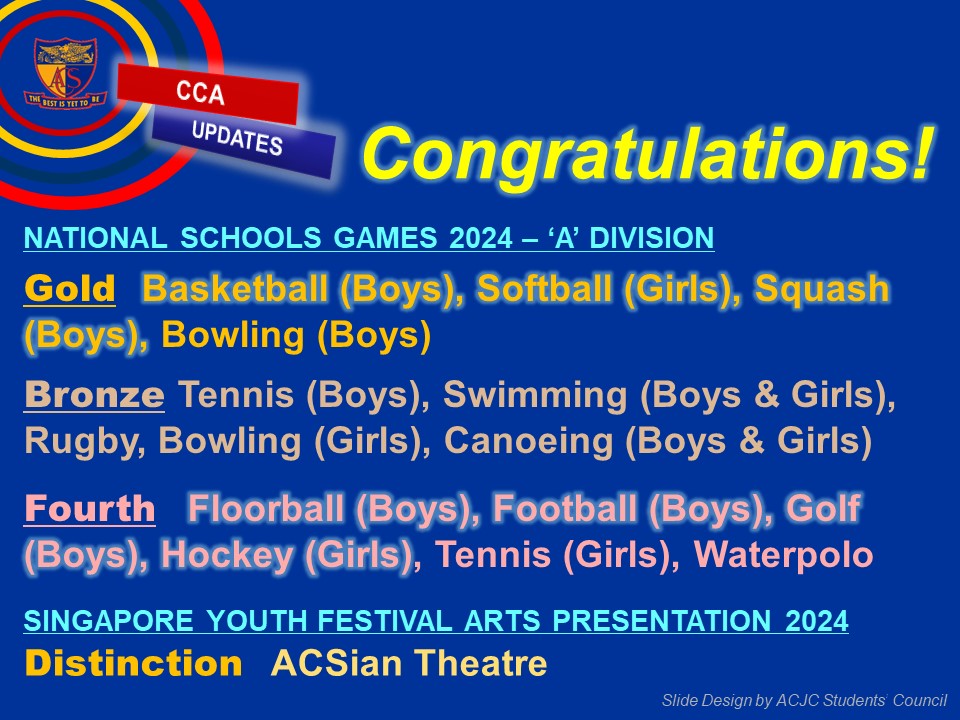 ACS
THE BEST IS YET TO BE
CCA
UPDATES
Congratulations!
NATIONAL SCHOOLS GAMES 2024 – ‘A’ DIVISION
Gold Basketball (Boys), Softball (Girls), Squash
(Boys), Bowling (Boys)
Bronze Tennis (Boys), Swimming (Boys & Girls),
Rugby, Bowling (Girls), Canoeing (Boys & Girls)
Fourth Floorball (Boys), Football (Boys), Golf
(Boys), Hockey (Girls), Tennis (Girls), Waterpolo
SINGAPORE YOUTH FESTIVAL ARTS PRESENTATION 2024
Distinction ACSian Theatre
Slide Design by ACJC Students’ Council